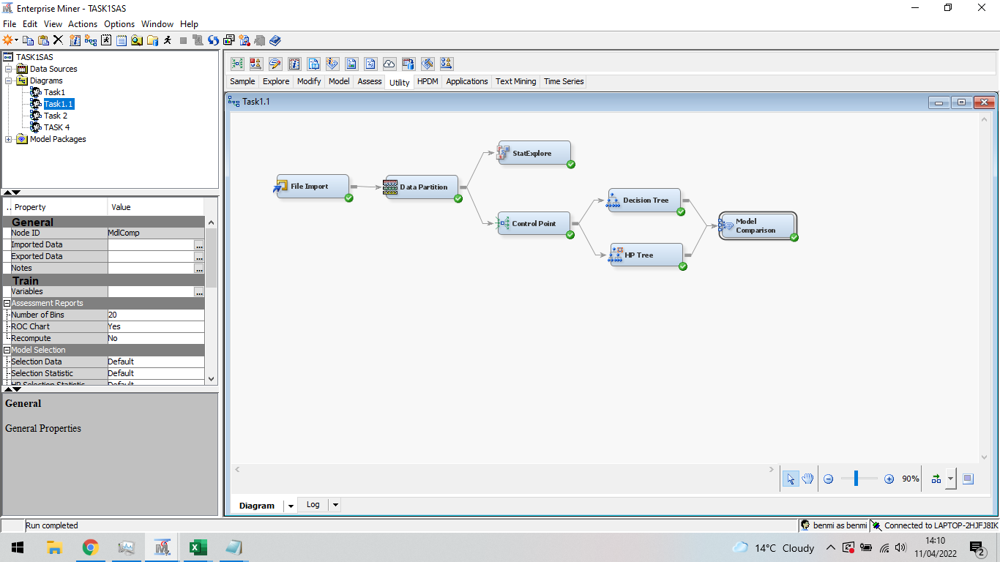 Enterprise Miner - TASK1SAS
File Edit View Actions Options Window Help
TASK1SAS
Data Sources
Diagrams
Task1
Task1.1
Task 2
TASK 4
Model Packages
.. Property Value
General
Node ID MdlComp
Imported Data ...
Exported Data ...
Notes ...
Train
Variables ...
Assessment Reports
Number of Bins 20
ROC Chart Yes
Recompute No
Model Selection
Selection Data Default
Selection Statistic Default
HP Selection Statistic Default
General
General Properties
Sample Explore Modify Model Assess Utility HPDM Applications Text Mining Time Series
Task1.1
StatExplore
File Import
Data Partition
Decision Tree
Control Point
Model
Comparison
HP Tree
90%
Diagram Log
Run completed
benmi as benmi Connected to LAPTOP-2HJFJ8IK
14°C Cloudy
14:10
11/04/2022
2